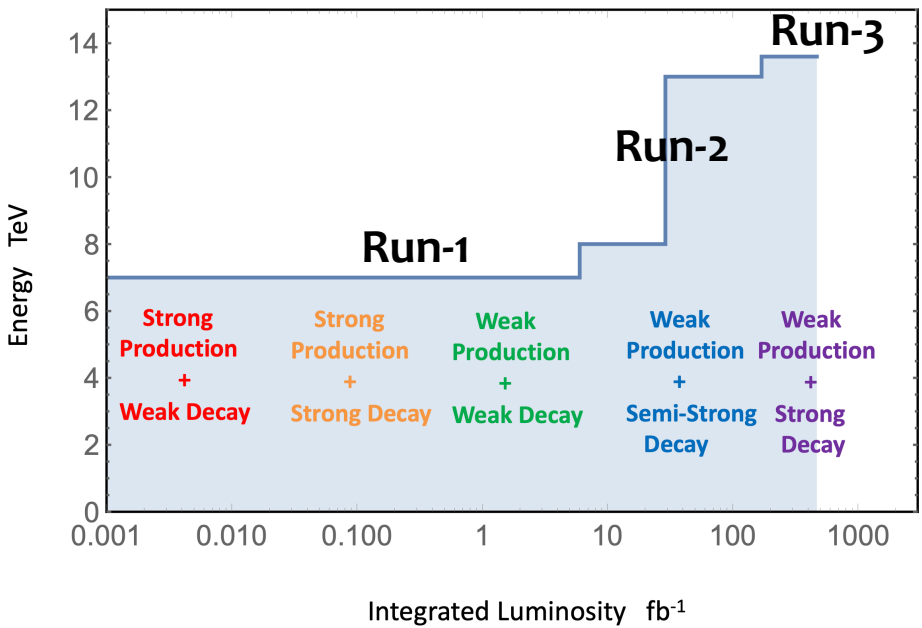 Run-3
14
12
Run-2
10
Energy TeV
8
Run-1
6
Strong
Production
+
Weak Decay
Strong
Production
+
Strong Decay
Weak
Production
+
Weak Decay
Weak
Production
+
Semi-Strong
Decay
Weak
Production
+
Strong
Decay
4
2
0
0.001
0.010
0.100
1
10
100
1000
Integrated Luminosity fb-1